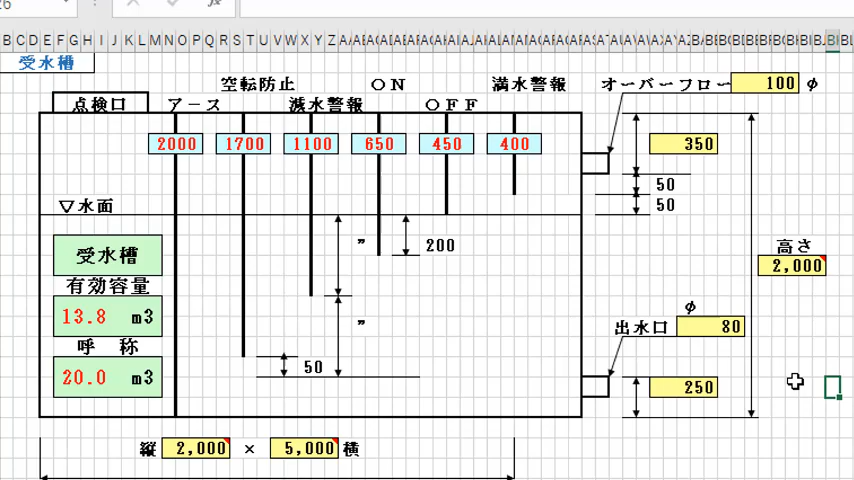 受水槽
空転防止 ON 満水警報 オーバーフロー 100 φ
点検口 アース 減水警報 OFF
2000 1700 1100 650 450 400 350
50
▽水面 50
受水槽 〃 200 高さ
2,000
有効容量
13.8 m3 〃 φ
出水口 80
呼 称
20.0 m3 50 250
縦 2,000 × 5,000 横